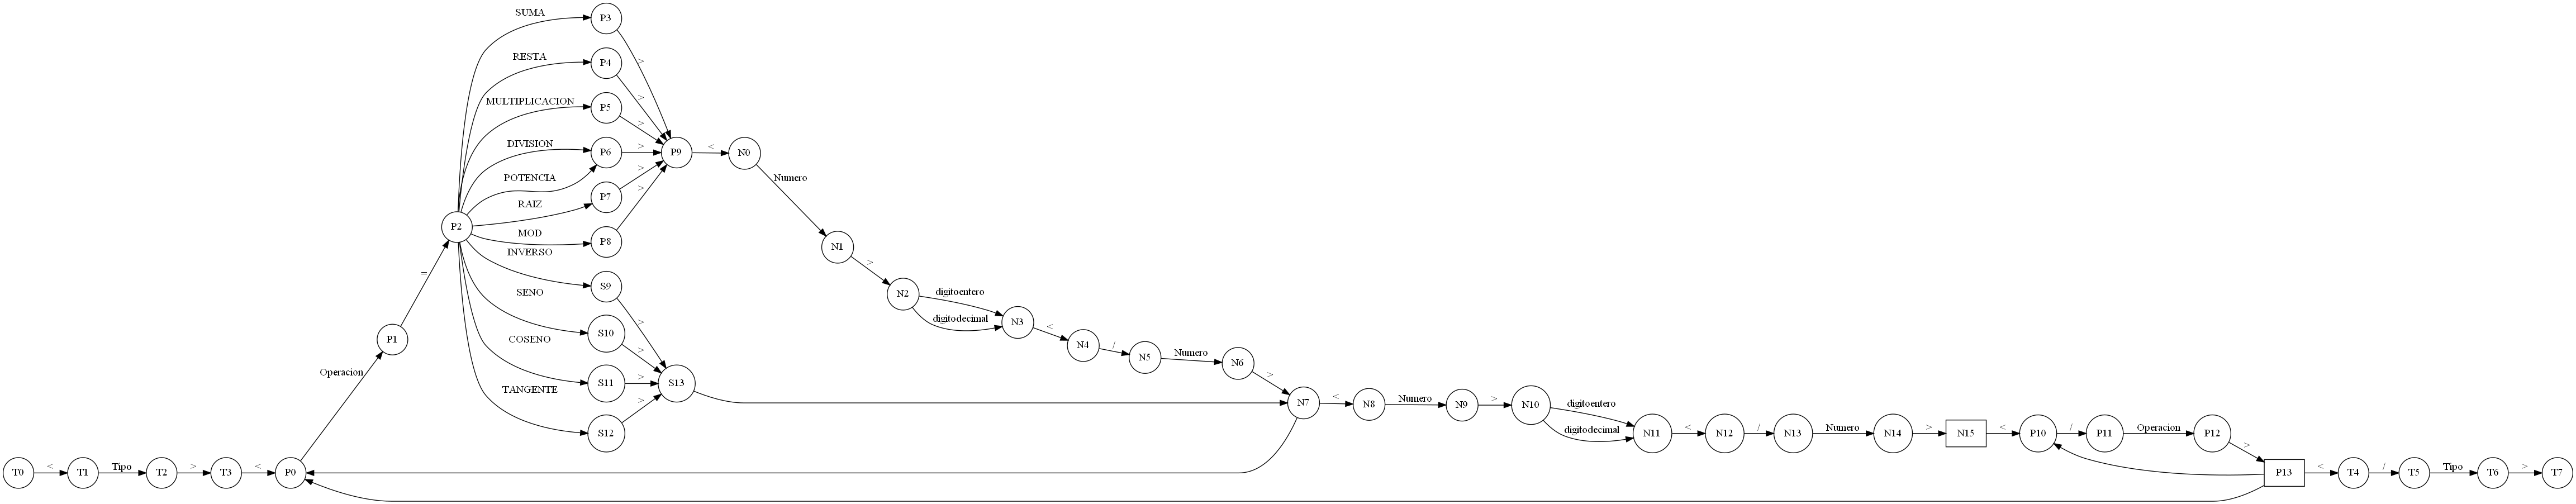 T0
<
T1
Tipo
T2
>
T3
<
P0
Operacion
P1
=
P2
SUMA
P3
>
RESTA
P4
>
MULTIPLICACION
P5
>
DIVISION
POTENCIA
P6
>
RAIZ
P7
>
MOD
P8
>
INVERSO
S9
>
SENO
S10
>
COSENO
S11
>
TANGENTE
S12
>
P9
<
S13
N0
Numero
N1
>
N2
digitoentero
digitodecimal
N3
<
N4
/
N5
Numero
N6
>
N7
<
N8
Numero
N9
>
N10
digitoentero
digitodecimal
N11
<
N12
/
N13
Numero
N14
>
N15
<
P10
/
P11
Operacion
P12
>
P13
<
T4
/
T5
Tipo
T6
>
T7